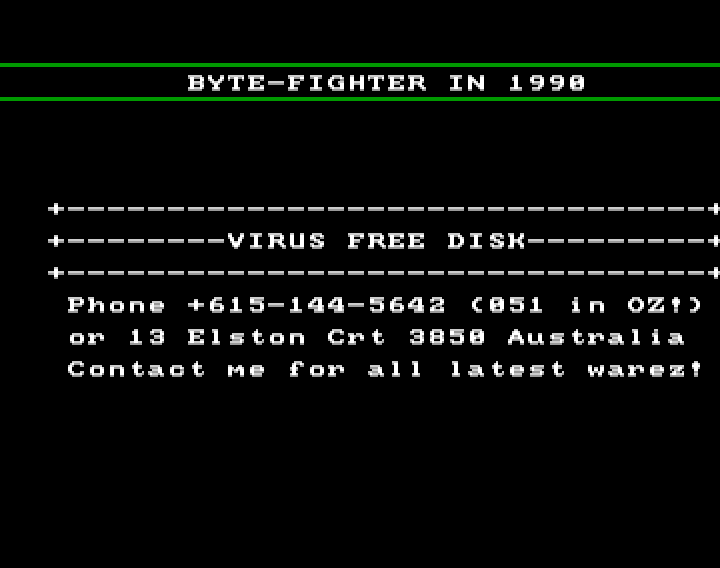 BYTE-FIGHTER IN 1990
+--------------------------------+
+--------VIRUS FREE DISK---------+
+--------------------------------+
Phone +615-144-5642 (051 in OZ!)
or 13 Elston Crt 3850 Australia
Contact me for all latest warez!